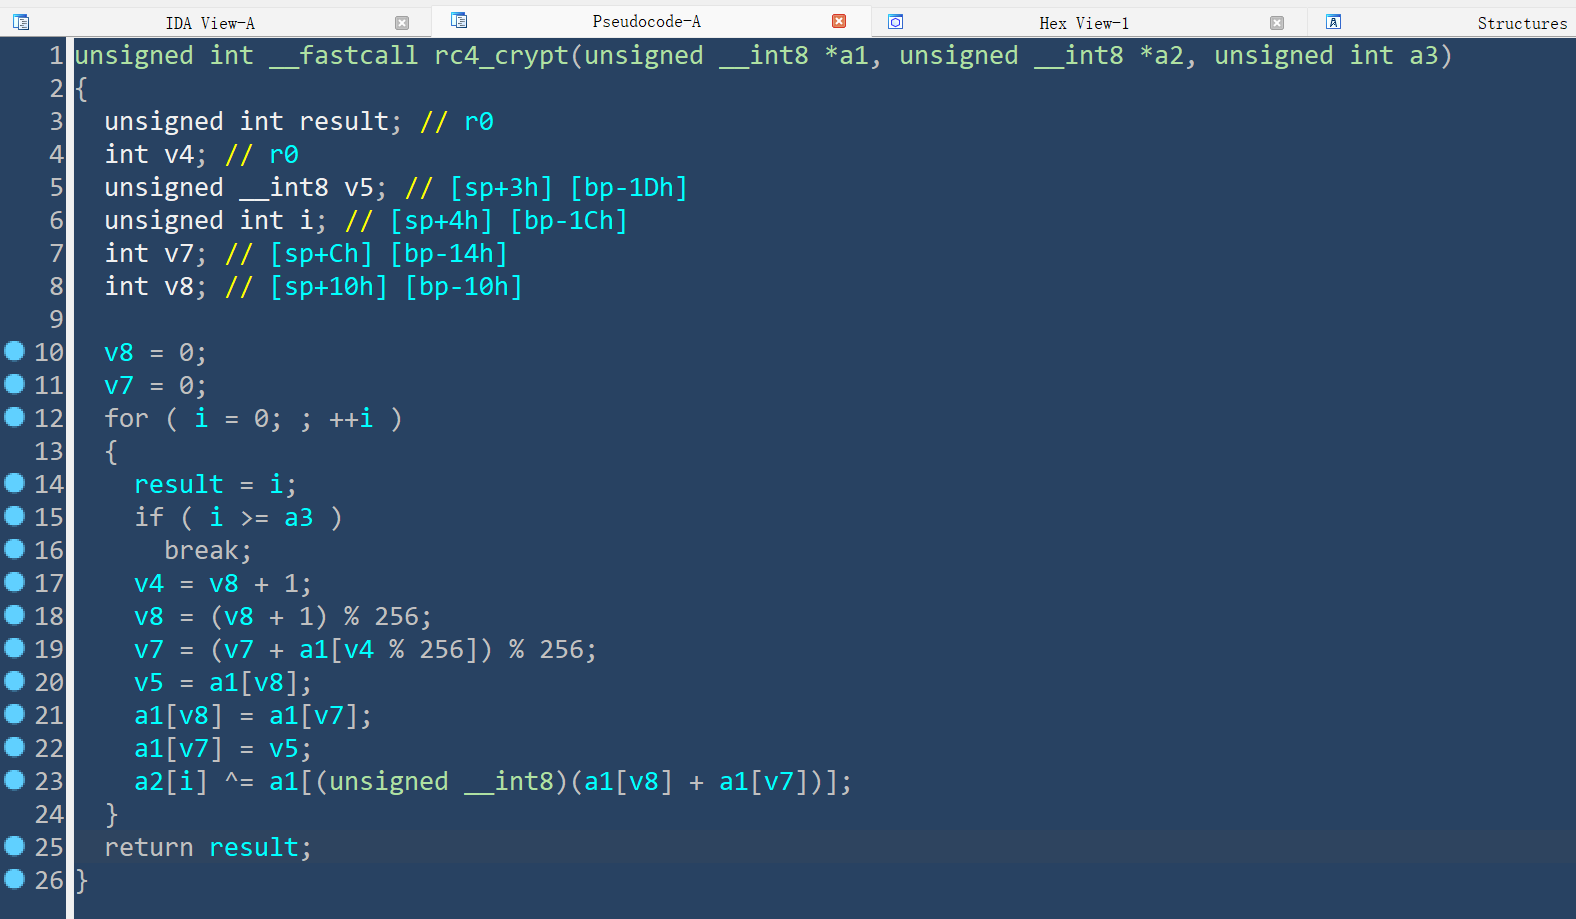 IDA View-A Pseudocode-A Hex View-1 Structures
1 unsigned int __fastcall rc4_crypt(unsigned __int8 *a1, unsigned __int8 *a2, unsigned int a3)
2 {
3 unsigned int result; // r0
4 int v4; // r0
5 unsigned __int8 v5; // [sp+3h] [bp-1Dh]
6 unsigned int i; // [sp+4h] [bp-1Ch]
7 int v7; // [sp+Ch] [bp-14h]
8 int v8; // [sp+10h] [bp-10h]
9
10 v8 = 0;
11 v7 = 0;
12 for ( i = 0; ; ++i )
13 {
14 result = i;
15 if ( i >= a3 )
16 break;
17 v4 = v8 + 1;
18 v8 = (v8 + 1) % 256;
19 v7 = (v7 + a1[v4 % 256]) % 256;
20 v5 = a1[v8];
21 a1[v8] = a1[v7];
22 a1[v7] = v5;
23 a2[i] ^= a1[(unsigned __int8)(a1[v8] + a1[v7])];
24 }
25 return result;
26 }